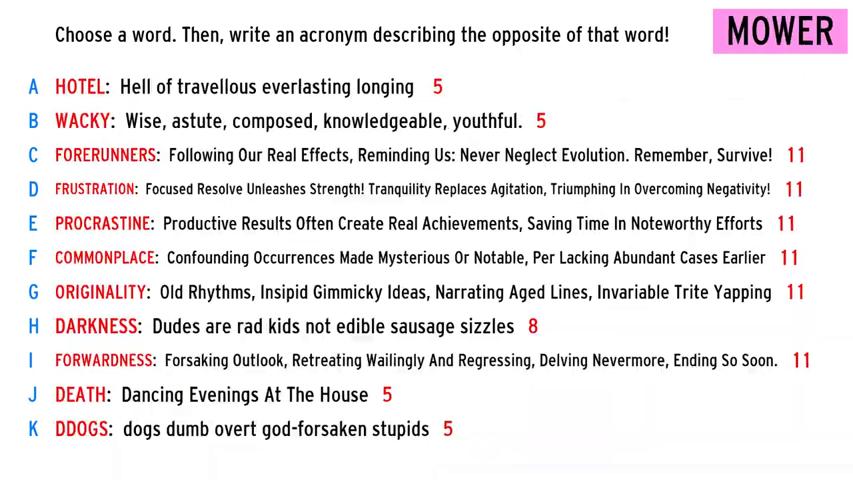 Choose a word. Then, write an acronym describing the opposite of that word!
MOWER
A HOTEL: Hell of travellous everlasting longing 5
B WACKY: Wise, astute, composed, knowledgeable, youthful. 5
C FORERUNNERS: Following Our Real Effects, Reminding Us: Never Neglect Evolution. Remember, Survive! 11
D FRUSTRATION: Focused Resolve Unleashes Strength! Tranquility Replaces Agitation, Triumphing In Overcoming Negativity! 11
E PROCRASTINE: Productive Results Often Create Real Achievements, Saving Time In Noteworthy Efforts 11
F COMMONPLACE: Confounding Occurrences Made Mysterious Or Notable, Per Lacking Abundant Cases Earlier 11
G ORIGINALITY: Old Rhythms, Insipid Gimmicky Ideas, Narrating Aged Lines, Invariable Trite Yapping 11
H DARKNESS: Dudes are rad kids not edible sausage sizzles 8
I FORWARDNESS: Forsaking Outlook, Retreating Wailingly And Regressing, Delving Nevermore, Ending So Soon. 11
J DEATH: Dancing Evenings At The House 5
K DDOGS: dogs dumb overt god-forsaken stupids 5